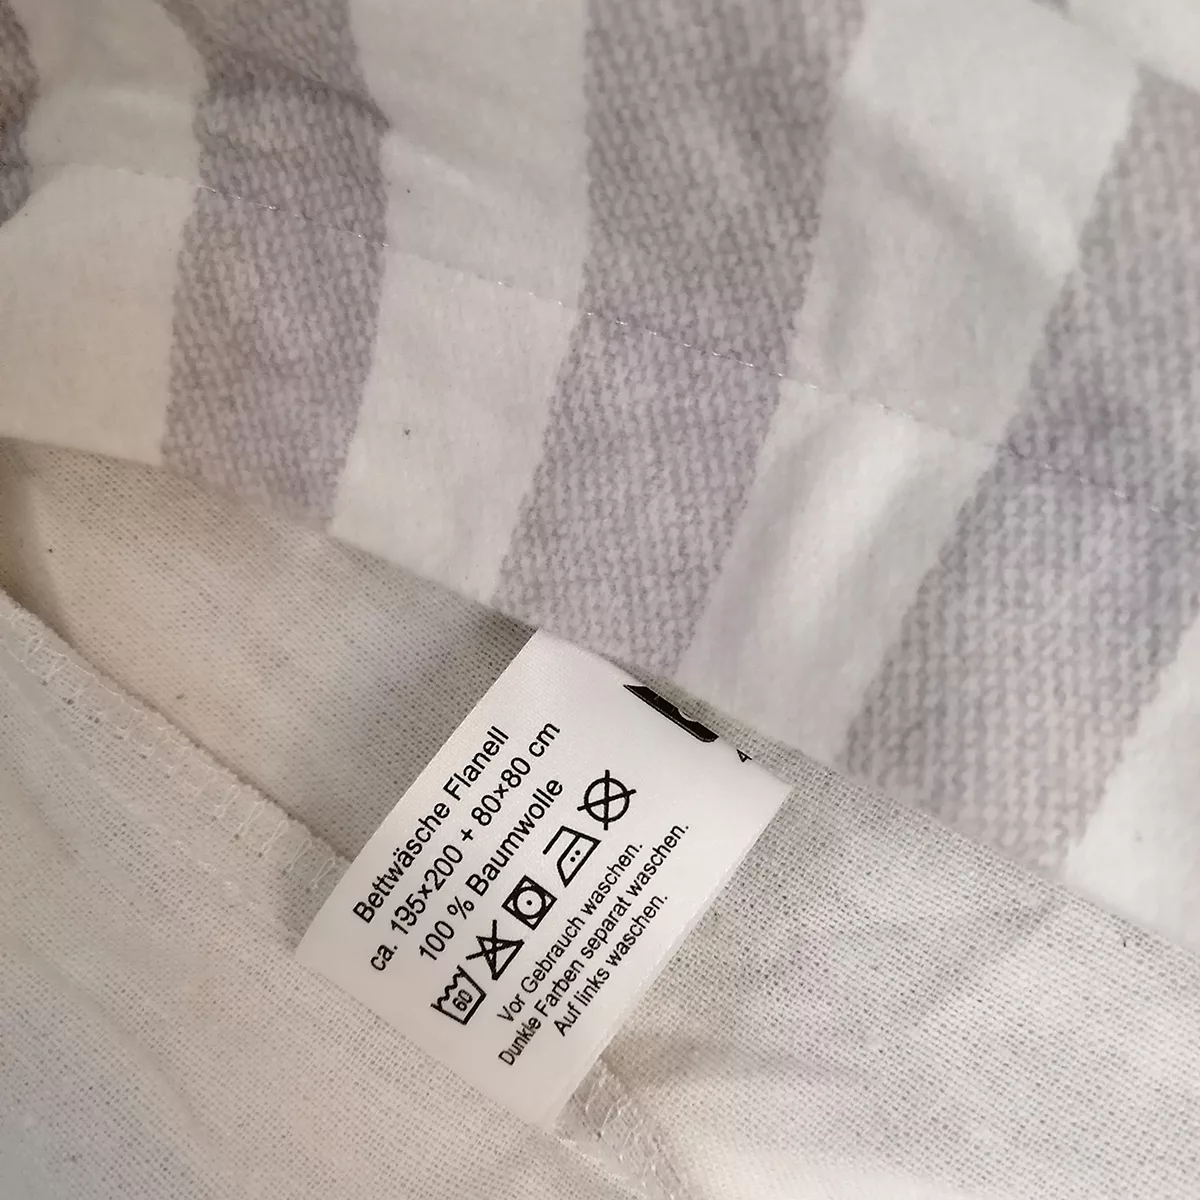 Bettwäsche Flanell
ca. 135×200 + 80×80 cm
100 % Baumwolle
60
Vor Gebrauch waschen.
Dunkle Farben separat waschen.
Auf links waschen.
4